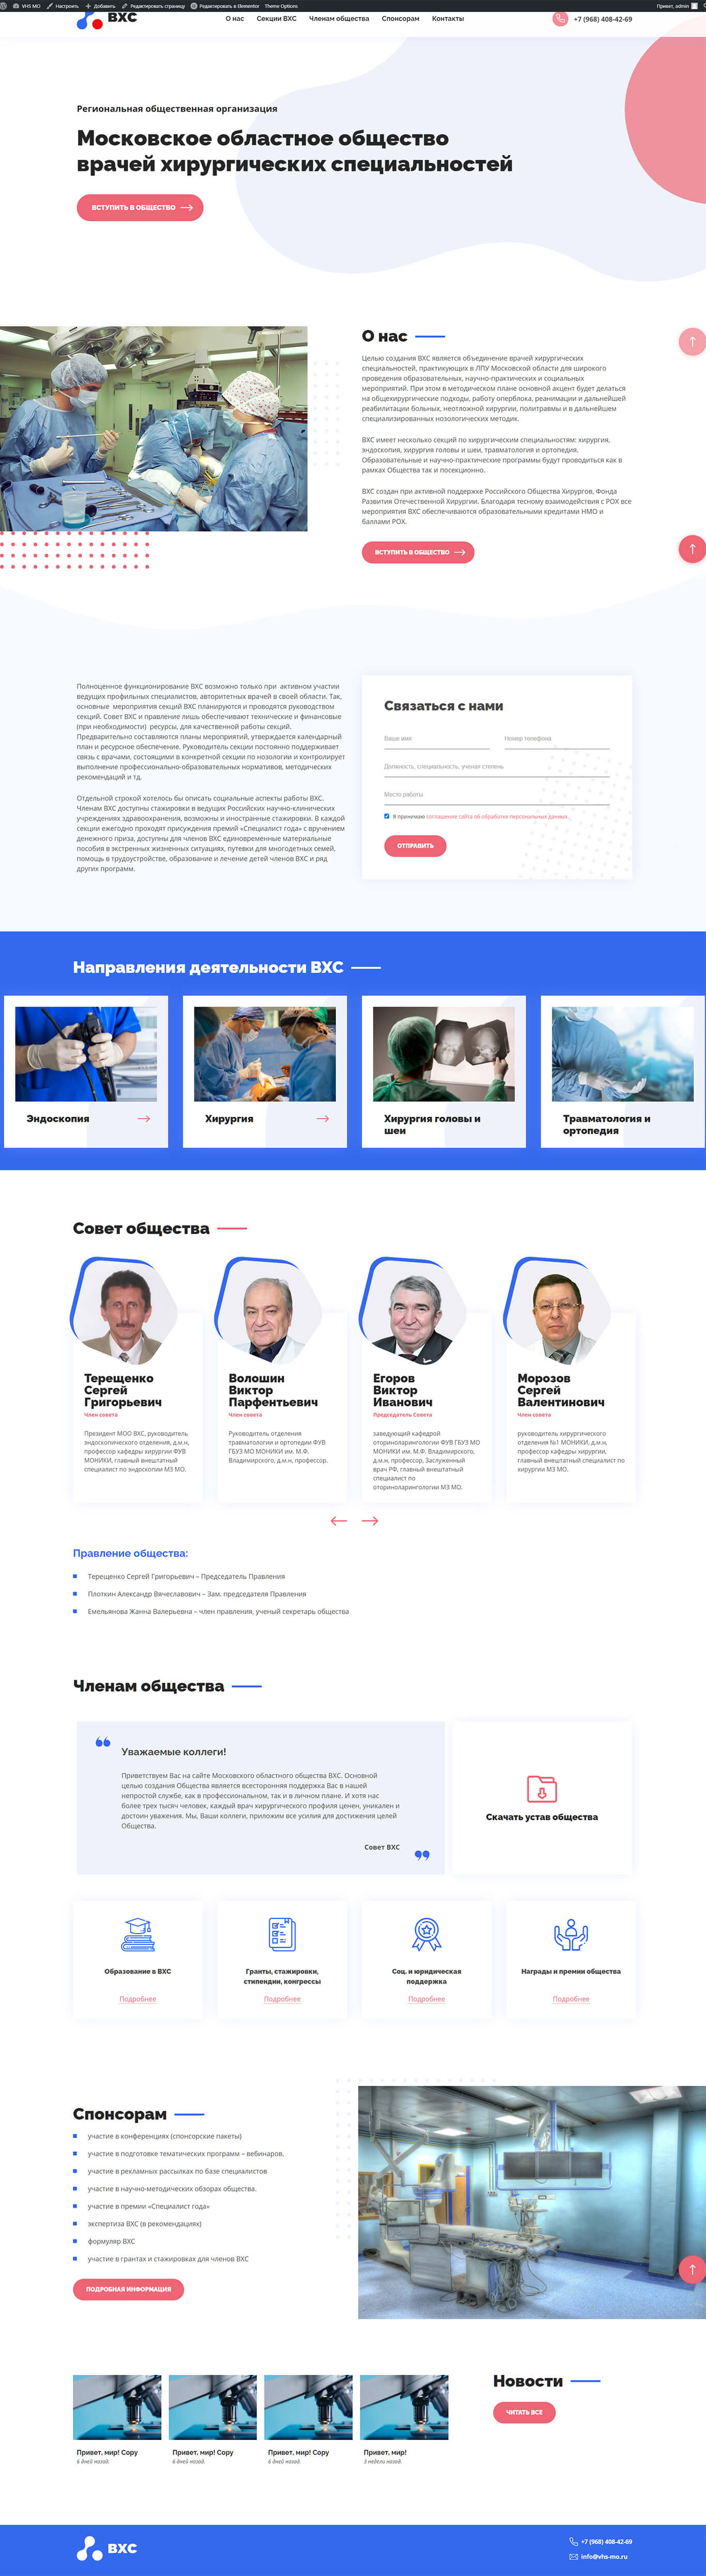 VHS MO Настроить Добавить Редактировать страницу Редактировать в Elementor Theme Options Привет, admin
ВХС О нас Секции ВХС Членам общества Спонсорам Контакты +7 (968) 408-42-69
Региональная общественная организация
Московское областное общество
врачей хирургических специальностей
ВСТУПИТЬ В ОБЩЕСТВО
О нас
Целью создания ВХС является объединение врачей хирургических
специальностей, практикующих в ЛПУ Московской области для широкого
проведения образовательных, научно-практических и социальных
мероприятий. При этом в методическом плане основной акцент будет делаться
на общехирургические подходы, работу оперблока, реанимации и дальнейшей
реабилитации больных, неотложной хирургии, политравмы и в дальнейшем
специализированных нозологических методик.
ВХС имеет несколько секций по хирургическим специальностям: хирургия,
эндоскопия, хирургия головы и шеи, травматология и ортопедия.
Образовательные и научно-практические программы будут проводиться как в
рамках Общества так и посекционно.
ВХС создан при активной поддержке Российского Общества Хирургов, Фонда
Развития Отечественной Хирургии. Благодаря тесному взаимодействия с РОХ все
мероприятия ВХС обеспечиваются образовательными кредитами НМО и
баллами РОХ.
ВСТУПИТЬ В ОБЩЕСТВО
Полноценное функционирование ВХС возможно только при активном участии
ведущих профильных специалистов, авторитетных врачей в своей области. Так,
основные мероприятия секций ВХС планируются и проводятся руководством
секций. Совет ВХС и правление лишь обеспечивают технические и финансовые
(при необходимости) ресурсы, для качественной работы секций.
Предварительно составляются планы мероприятий, утверждается календарный
план и ресурсное обеспечение. Руководитель секции постоянно поддерживает
связь с врачами, состоящими в конкретной секции по нозологии и контролирует
выполнение профессионально-образовательных нормативов, методических
рекомендаций и тд.
Отдельной строкой хотелось бы описать социальные аспекты работы ВХС.
Членам ВХС доступны стажировки в ведущих Российских научно-клинических
учреждениях здравоохранения, возможны и иностранные стажировки. В каждой
секции ежегодно проходят присуждения премий «Специалист года» с вручением
денежного приза, доступны для членов ВХС единовременные материальные
пособия в экстренных жизненных ситуациях, путевки для многодетных семей,
помощь в трудоустройстве, образование и лечение детей членов ВХС и ряд
других программ.
Связаться с нами
Ваше имя Номер телефона
Должность, специальность, ученая степень
Место работы
Я принимаю соглашение сайта об обработке персональных данных.
ОТПРАВИТЬ
Направления деятельности ВХС
Эндоскопия
Хирургия
Хирургия головы и
шеи
Травматология и
ортопедия
Совет общества
Терещенко
Сергей
Григорьевич
Член совета
Президент МОО ВХС, руководитель
эндоскопического отделения, д.м.н,
профессор кафедры хирургии ФУВ
МОНИКИ, главный внештатный
специалист по эндоскопии МЗ МО.
Волошин
Виктор
Парфентьевич
Член совета
Руководитель отделения
травматологии и ортопедии ФУВ
ГБУЗ МО МОНИКИ им. М.Ф.
Владимирского, д.м.н, профессор.
Егоров
Виктор
Иванович
Председатель Совета
заведующий кафедрой
оториноларингологии ФУВ ГБУЗ МО
МОНИКИ им. М.Ф. Владимирского,
д.м.н, профессор, Заслуженный
врач РФ, главный внештатный
специалист по
оториноларингологии МЗ МО.
Морозов
Сергей
Валентинович
Член совета
руководитель хирургического
отделения №1 МОНИКИ, д.м.н,
профессор кафедры хирургии,
главный внештатный специалист по
хирургии МЗ МО.
Правление общества:
Терещенко Сергей Григорьевич – Председатель Правления
Плоткин Александр Вячеславович – Зам. председателя Правления
Емельянова Жанна Валерьевна – член правления, ученый секретарь общества
Членам общества
Уважаемые коллеги!
Приветствуем Вас на сайте Московского областного общества ВХС. Основной
целью создания Общества является всесторонняя поддержка Вас в нашей
непростой службе, как в профессиональном, так и в личном плане. И хотя нас
более трех тысяч человек, каждый врач хирургического профиля ценен, уникален и
достоин уважения. Мы, Ваши коллеги, приложим все усилия для достижения целей
Общества.
Совет ВХС
Скачать устав общества
Образование в ВХС
Подробнее
Гранты, стажировки,
стипендии, конгрессы
Подробнее
Соц. и юридическая
поддержка
Подробнее
Награды и премии общества
Подробнее
Спонсорам
участие в конференциях (спонсорские пакеты)
участие в подготовке тематических программ – вебинаров.
участие в рекламных рассылках по базе специалистов
участие в научно-методических обзорах общества.
участие в премии «Специалист года»
экспертиза ВХС (в рекомендациях)
формуляр ВХС
участие в грантах и стажировках для членов ВХС
ПОДРОБНАЯ ИНФОРМАЦИЯ
Новости
ЧИТАТЬ ВСЕ
Привет, мир! Copy
6 дней назад.
Привет, мир! Copy
6 дней назад.
Привет, мир! Copy
6 дней назад.
Привет, мир!
3 недели назад.
ВХС
+7 (968) 408-42-69
info@vhs-mo.ru